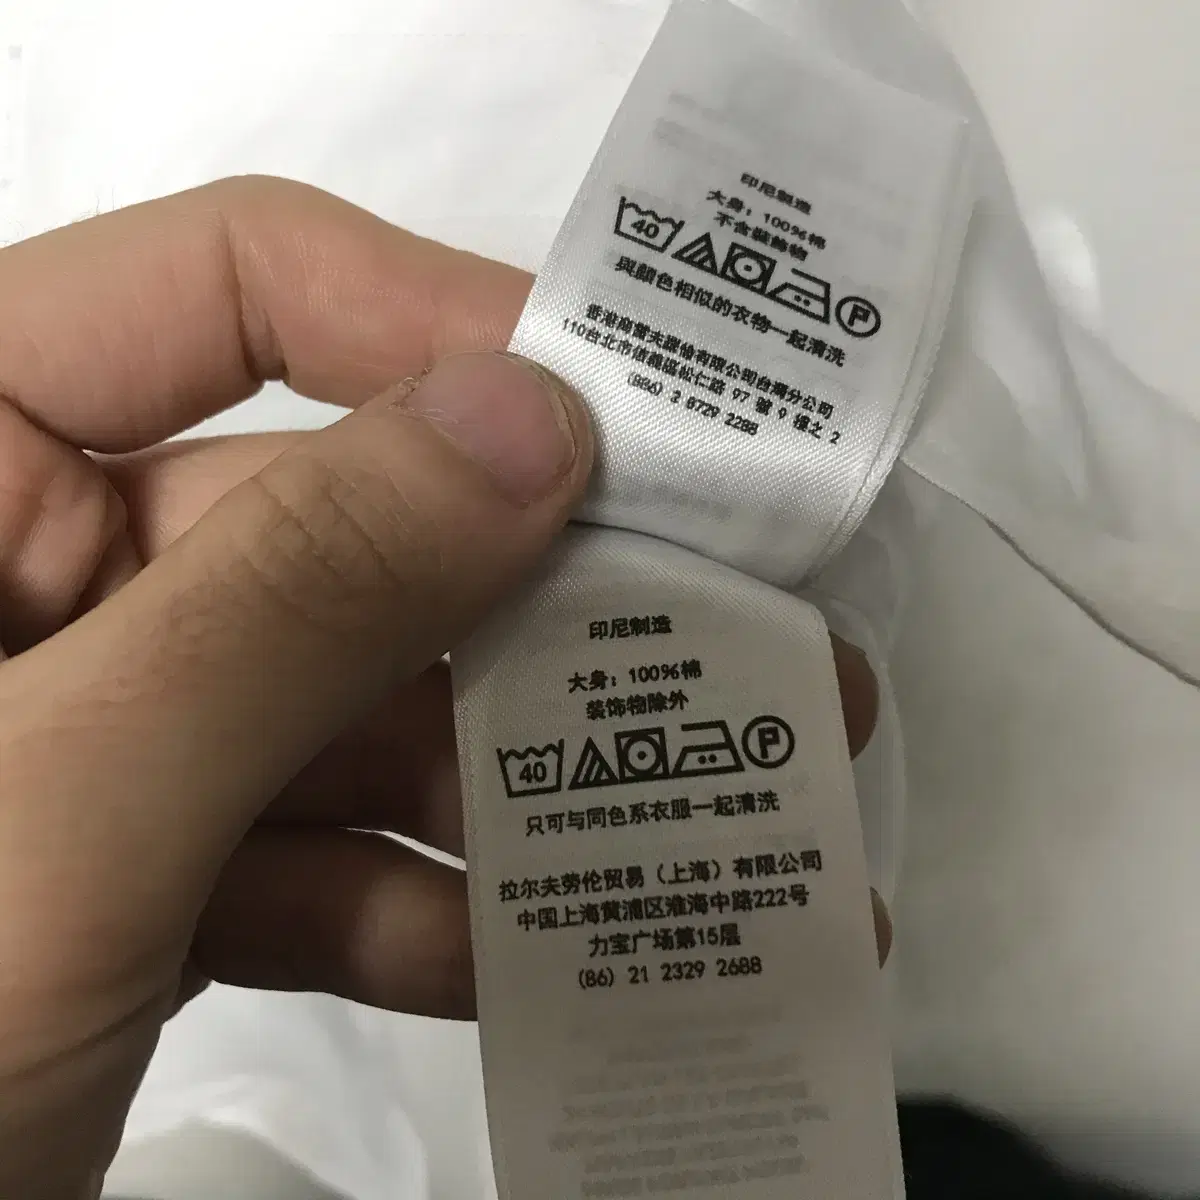 印尼制造
大身：100%棉
不含裝飾物
40
P
與顏色相似的衣物一起清洗
香港商蕾夫羅倫有限公司台灣分公司
110台北市信義區松仁路 97 號 9 樓之 2
(886) 2 8729 2288
印尼制造
大身：100%棉
装饰物除外
40
P
只可与同色系衣服一起清洗
拉尔夫劳伦贸易（上海）有限公司
中国上海黄浦区淮海中路222号
力宝广场第15层
(86) 21 2329 2688